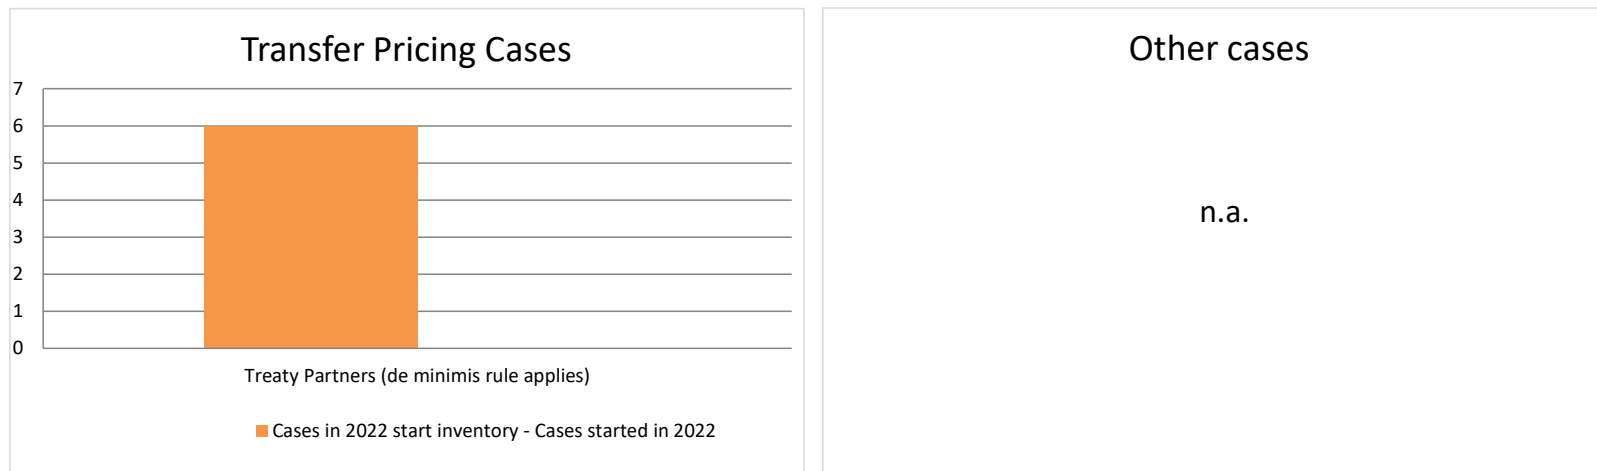 Transfer Pricing Cases
7
6
5
4
3
2
1
0
Treaty Partners (de minimis rule applies)
Cases in 2022 start inventory - Cases started in 2022
Other cases
n.a.